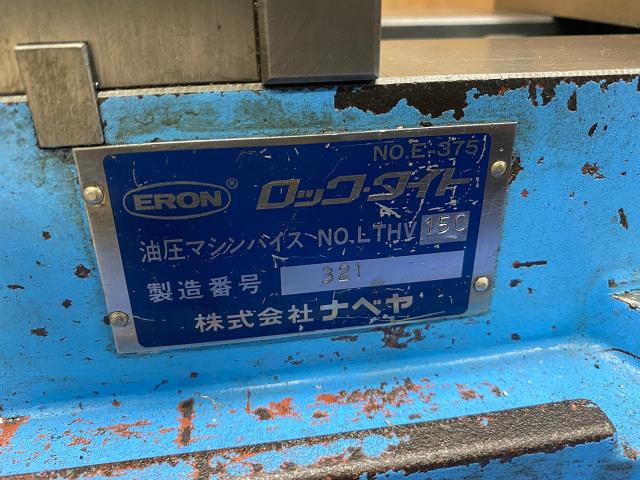 NO.E-375
ERON® ロック・タイト
油圧マシンバイス NO.LTHV 150
製造番号 321
株式会社ナベヤ